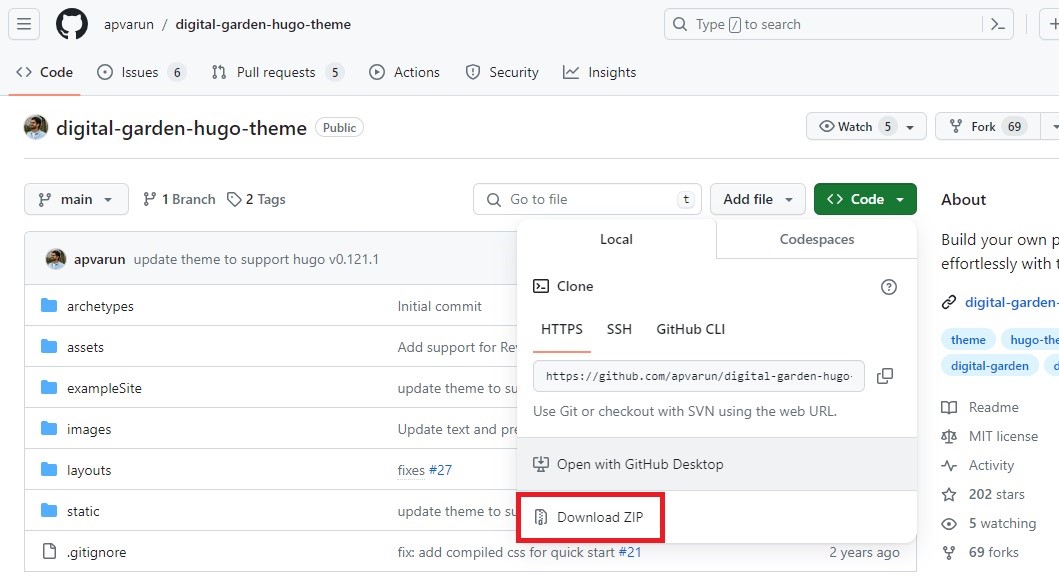 apvarun / digital-garden-hugo-theme
Type / to search
Code Issues 6 Pull requests 5 Actions Security Insights
digital-garden-hugo-theme Public
Watch 5 Fork 69
main 1 Branch 2 Tags
Go to file t
Add file
Code
About
Local Codespaces
Build your own p
effortlessly with t
apvarun update theme to support hugo v0.121.1
Clone
digital-garden-
archetypes Initial commit
HTTPS SSH GitHub CLI
theme hugo-the
assets Add support for Re
digital-garden d
https://github.com/apvarun/digital-garden-hugo-
exampleSite update theme to su
Use Git or checkout with SVN using the web URL.
Readme
images Update text and pre
MIT license
Open with GitHub Desktop
layouts fixes #27
Activity
202 stars
static update theme to su
Download ZIP
5 watching
.gitignore fix: add compiled css for quick start #21 2 years ago
69 forks